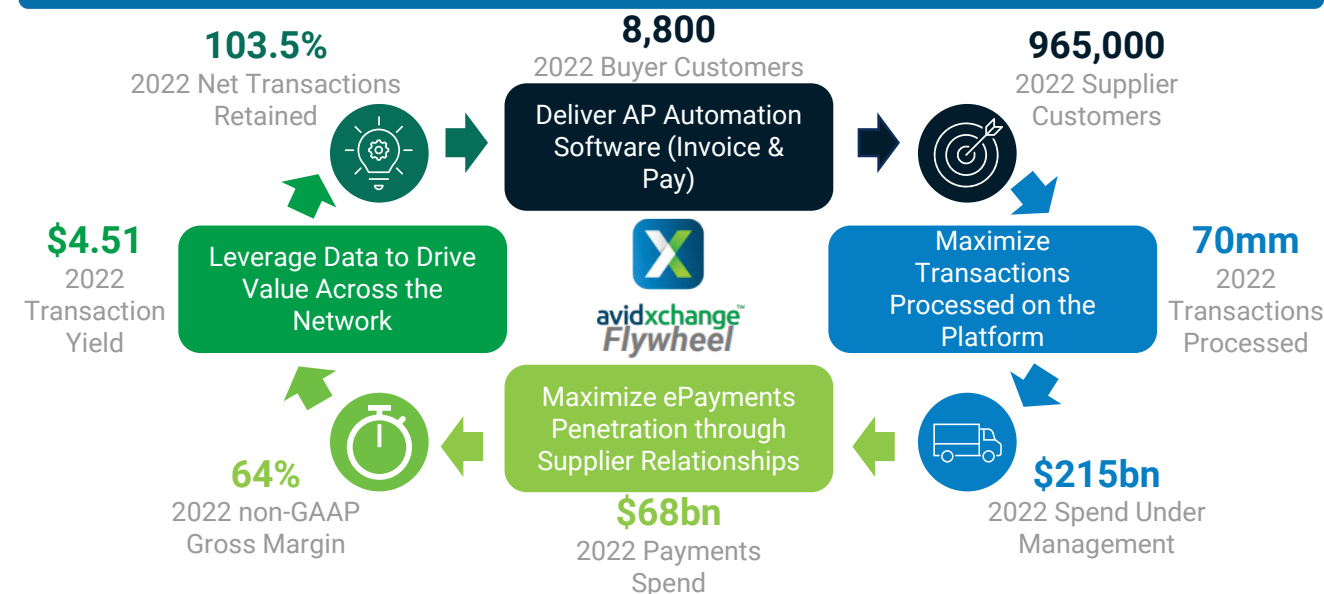 103.5%
2022 Net Transactions
Retained
8,800
2022 Buyer Customers
Deliver AP Automation
Software (Invoice &
Pay)
965,000
2022 Supplier
Customers
$4.51
2022
Transaction
Yield
Leverage Data to Drive
Value Across the
Network
avidxchange™
Flywheel
Maximize
Transactions
Processed on the
Platform
70mm
2022
Transactions
Processed
64%
2022 non-GAAP
Gross Margin
Maximize ePayments
Penetration through
Supplier Relationships
$68bn
2022 Payments
Spend
$215bn
2022 Spend Under
Management